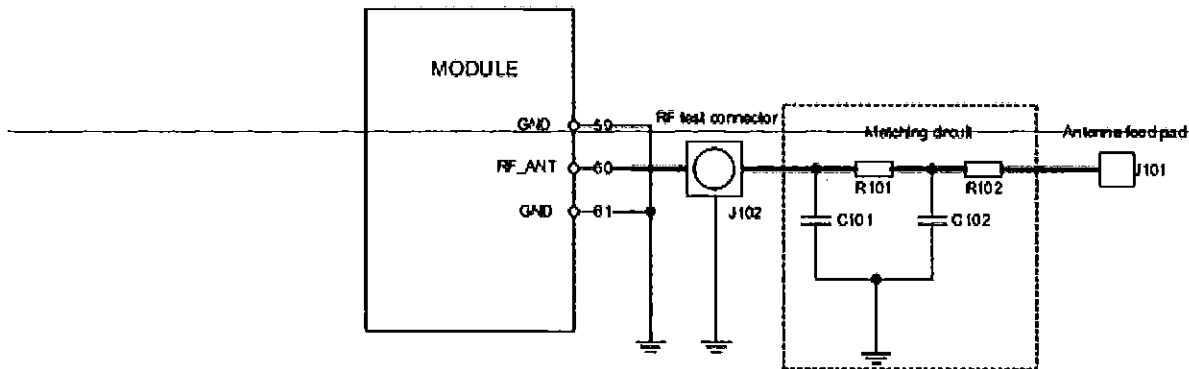 MODULE
GND 59
RF_ANT 60
GND 61
RF test connector
J102
Matching circuit
R101
R102
C101
C102
Antenna feed pad
J101